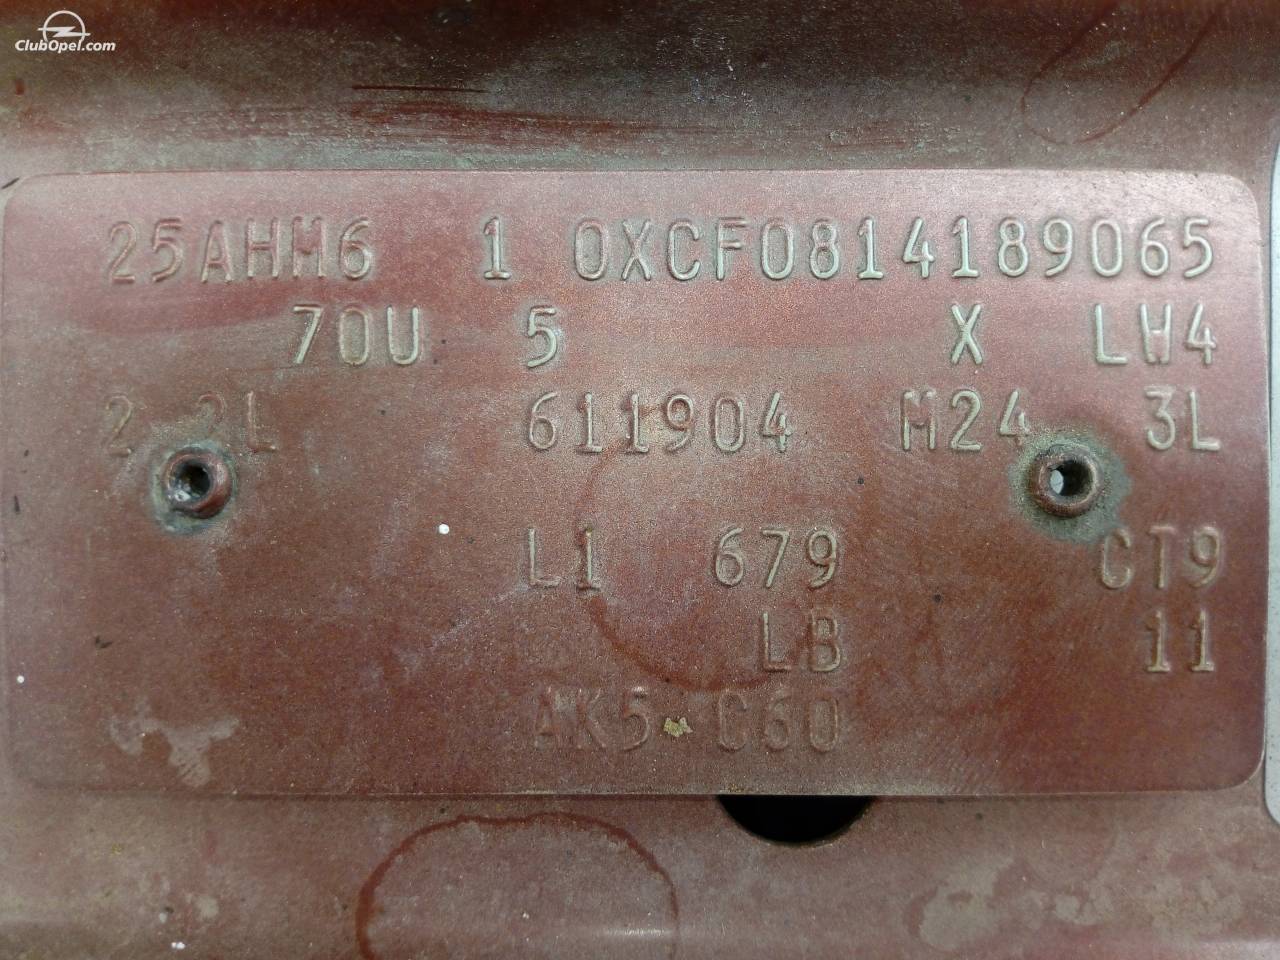 ClubOpel.com
25AHM6 1 0XCF0814189065
70U 5 X LW4
2.2L 611904 M24 3L
L1 679 CT9
LB 11
AK5 C60